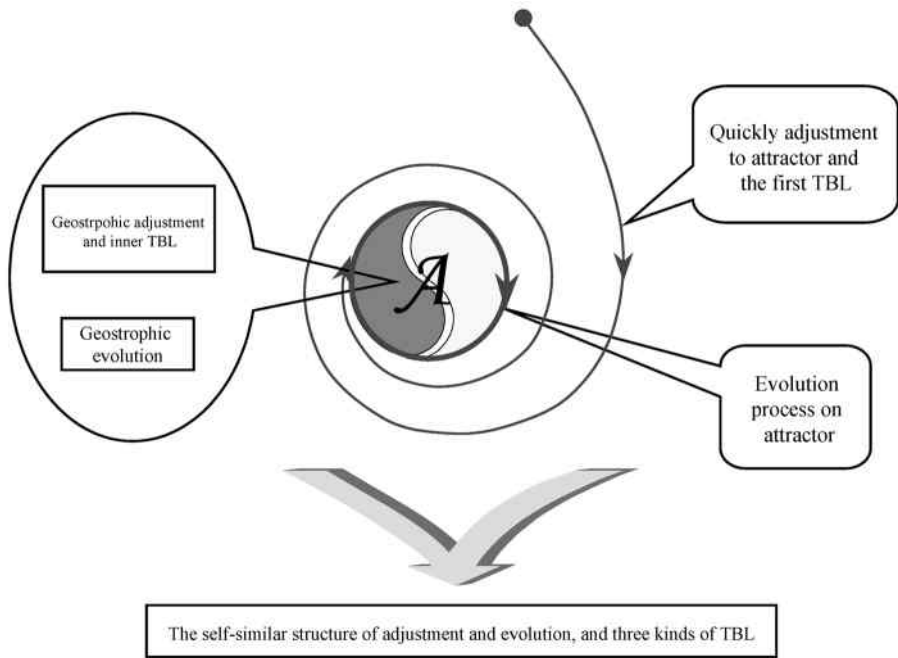 Quickly adjustment
to attractor and
the first TBL
Geostrpohic adjustment
and inner TBL
A
Geostrophic
evolution
Evolution
process on
attractor
The self-similar structure of adjustment and evolution, and three kinds of TBL